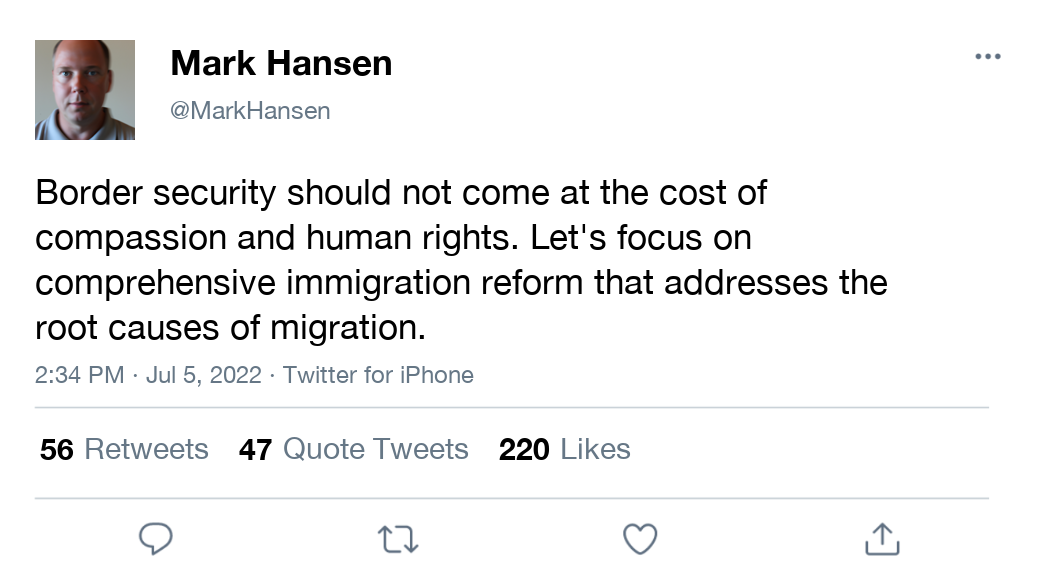 Mark Hansen
@MarkHansen
Border security should not come at the cost of
compassion and human rights. Let's focus on
comprehensive immigration reform that addresses the
root causes of migration.
2:34 PM · Jul 5, 2022 · Twitter for iPhone
56 Retweets 47 Quote Tweets 220 Likes